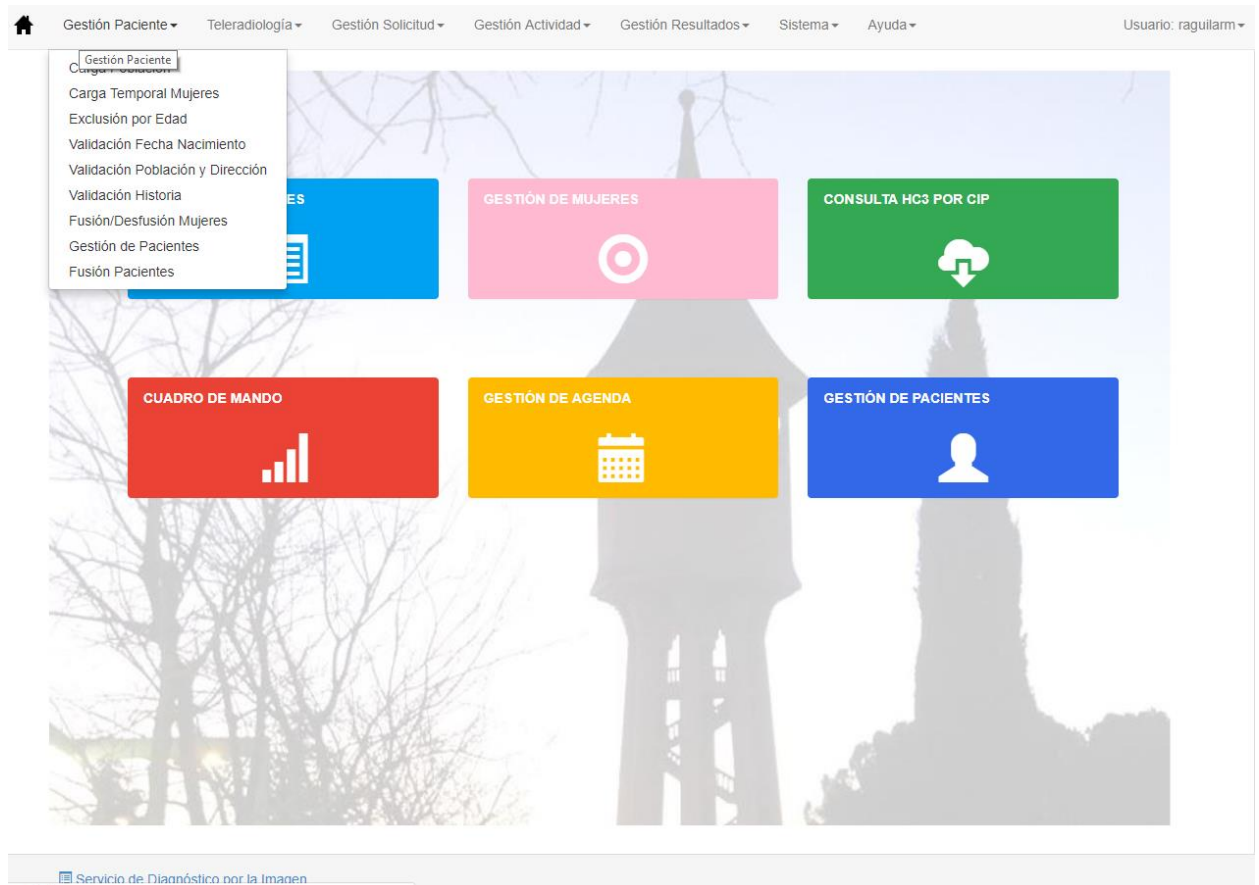 Gestión Paciente Teleradiología Gestión Solicitud Gestión Actividad Gestión Resultados Sistema Ayuda Usuario: raguilarm
Gestión Paciente
Carga Población
Carga Temporal Mujeres
Exclusión por Edad
Validación Fecha Nacimiento
Validación Población y Dirección
Validación Historia
Fusión/Desfusión Mujeres
Gestión de Pacientes
Fusión Pacientes
ES GESTIÓN DE MUJERES CONSULTA HC3 POR CIP
CUADRO DE MANDO GESTIÓN DE AGENDA GESTIÓN DE PACIENTES
Servicio de Diagnóstico por la Imagen